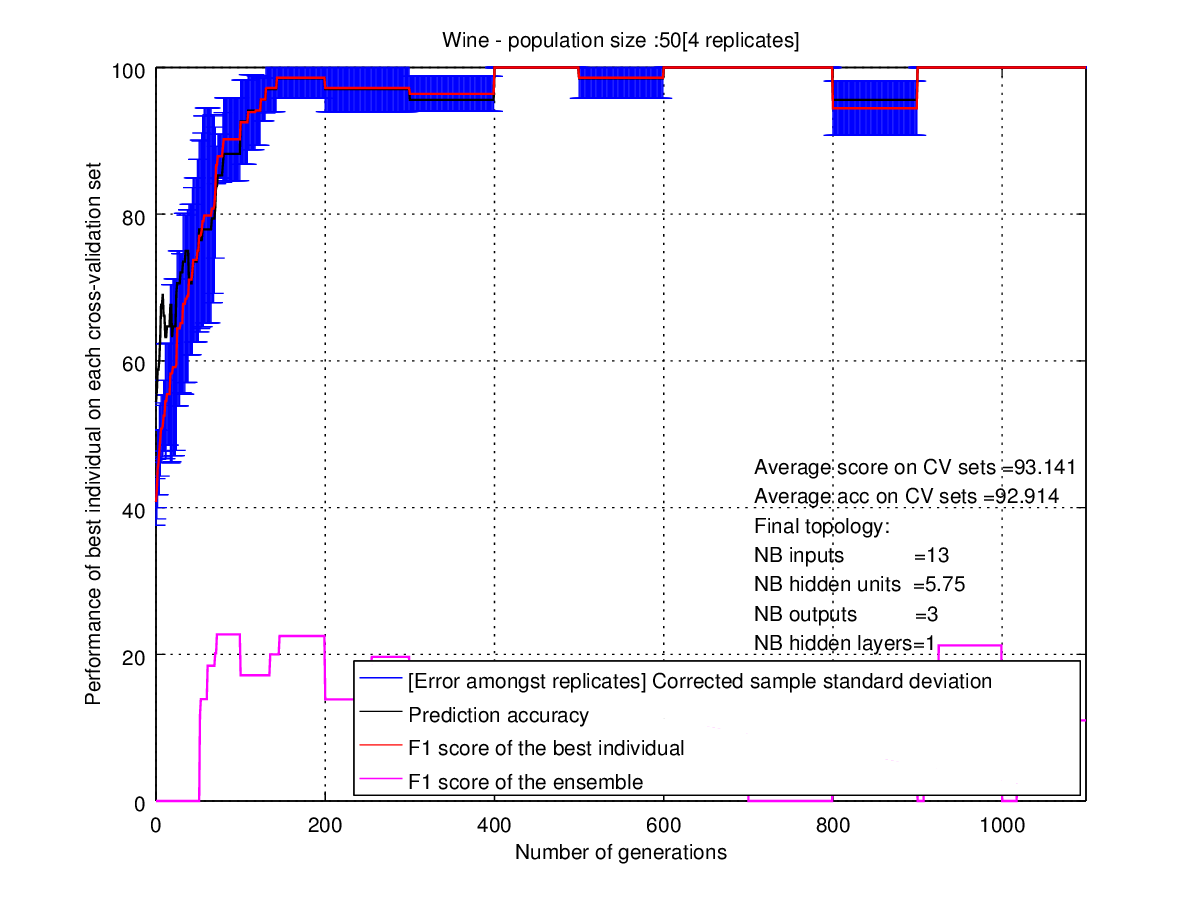 Wine - population size :50[4 replicates]
Performance of best individual on each cross-validation set
100
80
60
40
20
0
Average score on CV sets =93.141
Average acc on CV sets =92.914
Final topology:
NB inputs =13
NB hidden units =5.75
NB outputs =3
NB hidden layers=1
[Error amongst replicates] Corrected sample standard deviation
Prediction accuracy
F1 score of the best individual
F1 score of the ensemble
0 200 400 600 800 1000
Number of generations